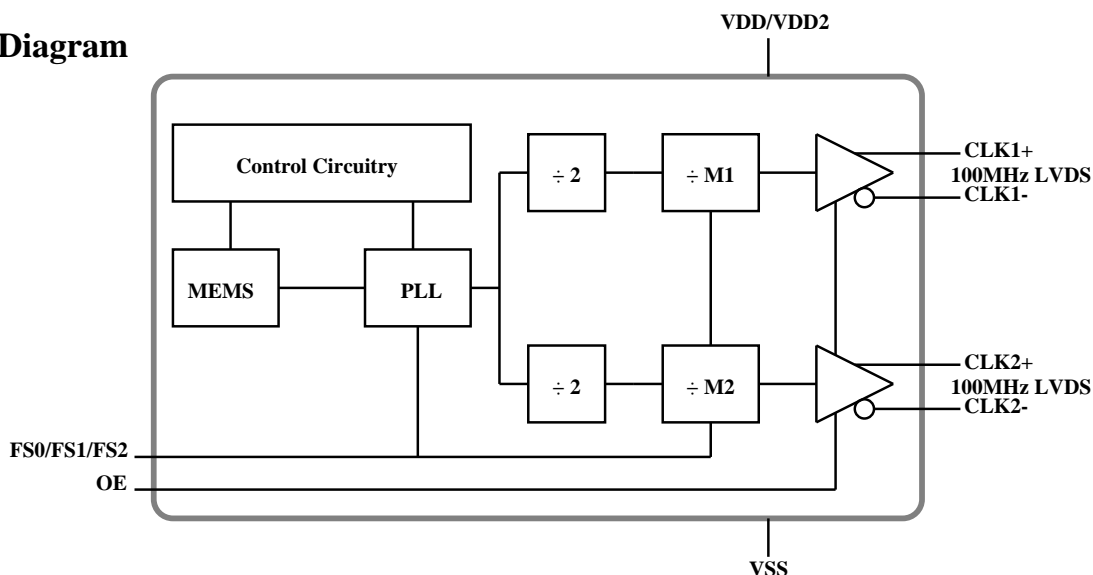 VDD/VDD2
Diagram
Control Circuitry
÷ 2
÷ M1
CLK1+
100MHz LVDS
CLK1-
MEMS
PLL
÷ 2
÷ M2
CLK2+
100MHz LVDS
CLK2-
FS0/FS1/FS2
OE
VSS